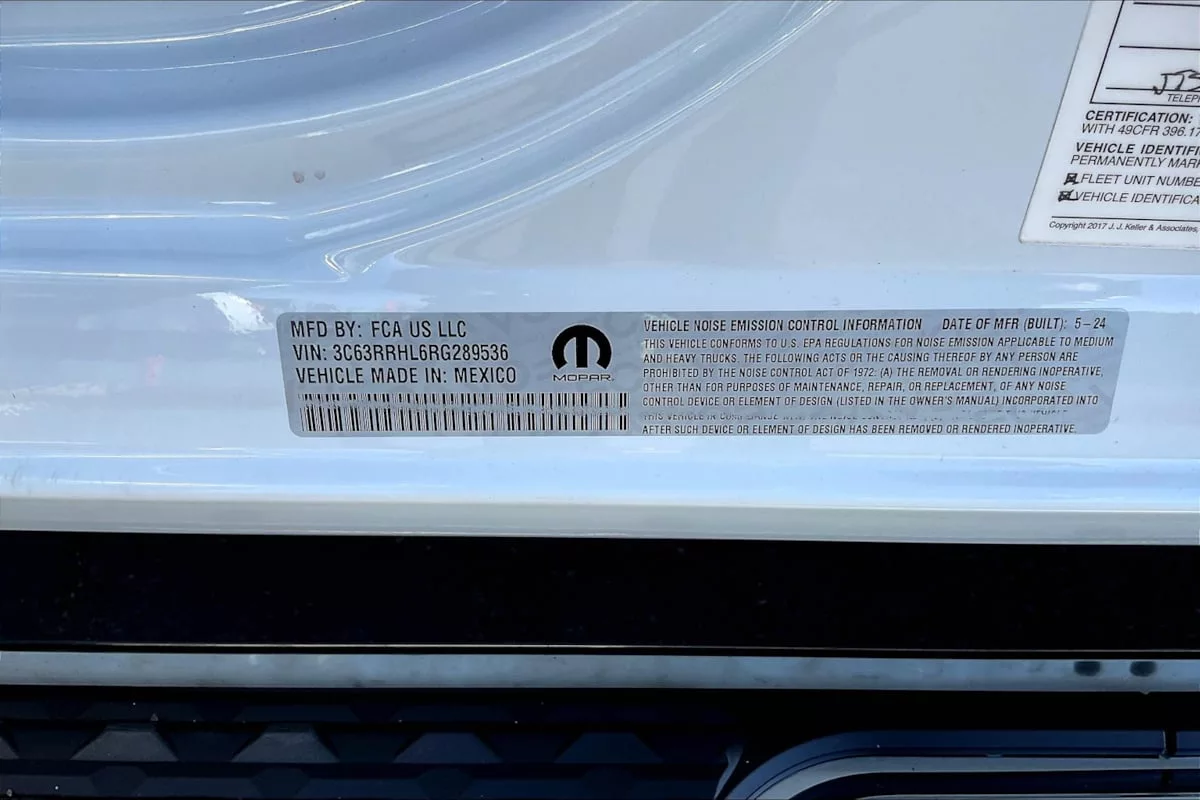 JJB
TELEP
CERTIFICATION:
WITH 49CFR 396.17
VEHICLE IDENTIFI
PERMANENTLY MAR
FLEET UNIT NUMBE
VEHICLE IDENTIFICA
Copyright 2017 J. J. Keller & Associates,
MFD BY: FCA US LLC
VIN: 3C63RRHL6RG289536
VEHICLE MADE IN: MEXICO
MOPAR
VEHICLE NOISE EMISSION CONTROL INFORMATION DATE OF MFR (BUILT): 5-24
THIS VEHICLE CONFORMS TO U.S. EPA REGULATIONS FOR NOISE EMISSION APPLICABLE TO MEDIUM
AND HEAVY TRUCKS. THE FOLLOWING ACTS OR THE CAUSING THEREOF BY ANY PERSON ARE
PROHIBITED BY THE NOISE CONTROL ACT OF 1972: (A) THE REMOVAL OR RENDERING INOPERATIVE,
OTHER THAN FOR PURPOSES OF MAINTENANCE, REPAIR, OR REPLACEMENT, OF ANY NOISE
CONTROL DEVICE OR ELEMENT OF DESIGN (LISTED IN THE OWNER'S MANUAL) INCORPORATED INTO
THIS VEHICLE IN
AFTER SUCH DEVICE OR ELEMENT OF DESIGN HAS BEEN REMOVED OR RENDERED INOPERATIVE.